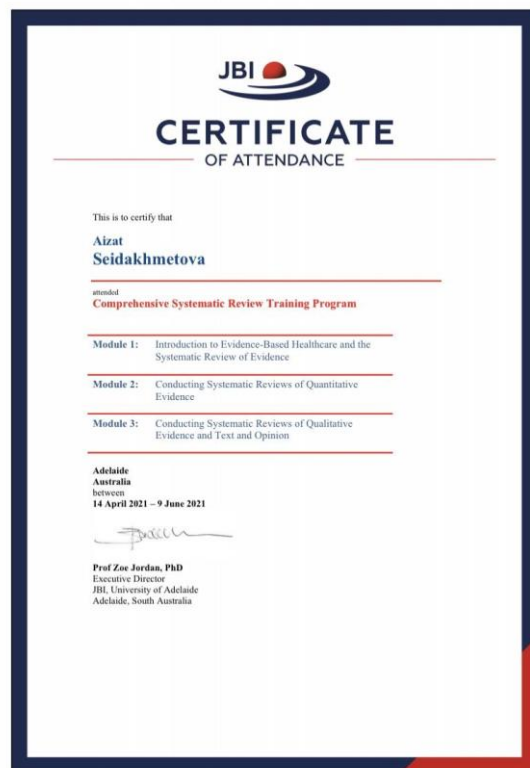 JBI
CERTIFICATE
OF ATTENDANCE
This is to certify that
Aizat
Seidakhmetova
attended
Comprehensive Systematic Review Training Program
Module 1: Introduction to Evidence-Based Healthcare and the
Systematic Review of Evidence
Module 2: Conducting Systematic Reviews of Quantitative
Evidence
Module 3: Conducting Systematic Reviews of Qualitative
Evidence and Text and Opinion
Adelaide
Australia
between
14 April 2021 – 9 June 2021
Prof Zoe Jordan, PhD
Executive Director
JBI, University of Adelaide
Adelaide, South Australia